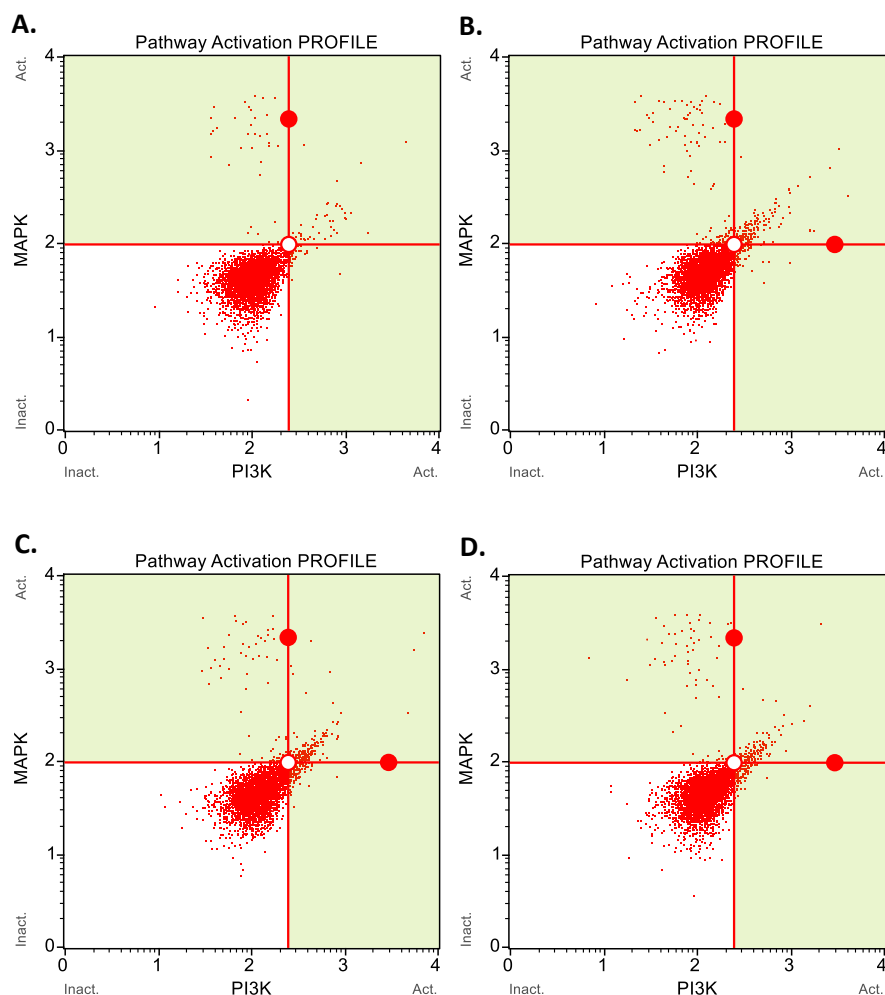 A.
Pathway Activation PROFILE
4
Act.
3
MAPK
2
1
Inact.
0
0 1 2 3 4
Inact. PI3K Act.
B.
Pathway Activation PROFILE
4
Act.
3
MAPK
2
1
Inact.
0
0 1 2 3 4
Inact. PI3K Act.
C.
Pathway Activation PROFILE
4
Act.
3
MAPK
2
1
Inact.
0
0 1 2 3 4
Inact. PI3K Act.
D.
Pathway Activation PROFILE
4
Act.
3
MAPK
2
1
Inact.
0
0 1 2 3 4
Inact. PI3K Act.